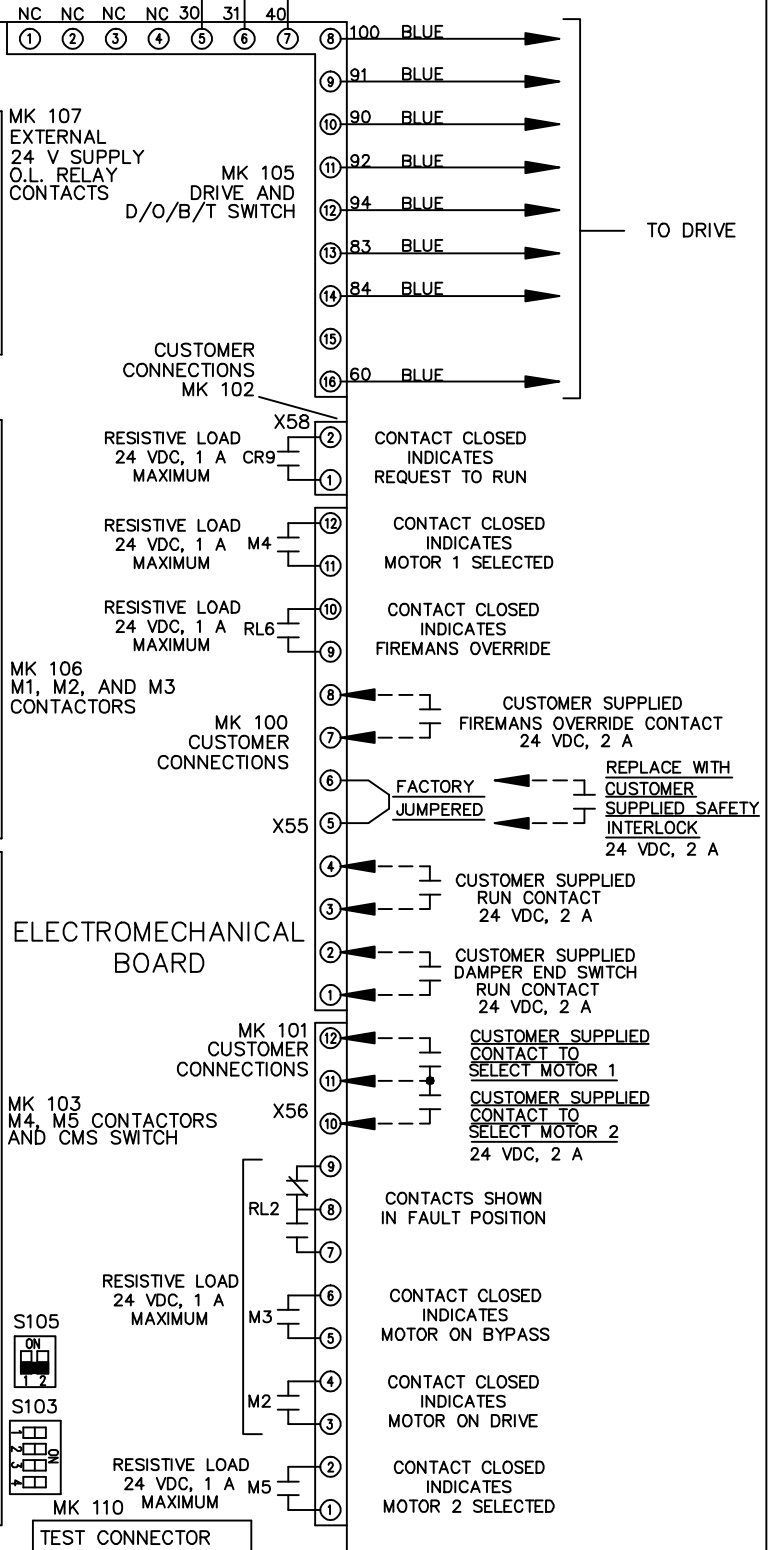 NC NC NC NC 30 31 40
1 2 3 4 5 6 7 8 100 BLUE
9 91 BLUE
10 90 BLUE
11 92 BLUE
12 94 BLUE
13 83 BLUE
14 84 BLUE
15
16 60 BLUE
TO DRIVE
MK 107
EXTERNAL
24 V SUPPLY
O.L. RELAY
CONTACTS
MK 105
DRIVE AND
D/O/B/T SWITCH
CUSTOMER
CONNECTIONS
MK 102
X58
RESISTIVE LOAD
24 VDC, 1 A
MAXIMUM
CR9
2
1
CONTACT CLOSED
INDICATES
REQUEST TO RUN
RESISTIVE LOAD
24 VDC, 1 A
MAXIMUM
M4
12
11
CONTACT CLOSED
INDICATES
MOTOR 1 SELECTED
RESISTIVE LOAD
24 VDC, 1 A
MAXIMUM
RL6
10
9
CONTACT CLOSED
INDICATES
FIREMANS OVERRIDE
MK 106
M1, M2, AND M3
CONTACTORS
MK 100
CUSTOMER
CONNECTIONS
8
7
CUSTOMER SUPPLIED
FIREMANS OVERRIDE CONTACT
24 VDC, 2 A
X55
6
5
FACTORY
JUMPERED
REPLACE WITH
CUSTOMER
SUPPLIED SAFETY
INTERLOCK
24 VDC, 2 A
4
3
CUSTOMER SUPPLIED
RUN CONTACT
24 VDC, 2 A
ELECTROMECHANICAL
BOARD
2
1
CUSTOMER SUPPLIED
DAMPER END SWITCH
RUN CONTACT
24 VDC, 2 A
MK 101
CUSTOMER
CONNECTIONS
X56
12
11
10
CUSTOMER SUPPLIED
CONTACT TO
SELECT MOTOR 1
CUSTOMER SUPPLIED
CONTACT TO
SELECT MOTOR 2
24 VDC, 2 A
MK 103
M4, M5 CONTACTORS
AND CMS SWITCH
RL2
9
8
7
CONTACTS SHOWN
IN FAULT POSITION
RESISTIVE LOAD
24 VDC, 1 A
MAXIMUM
M3
6
5
CONTACT CLOSED
INDICATES
MOTOR ON BYPASS
M2
4
3
CONTACT CLOSED
INDICATES
MOTOR ON DRIVE
S105
ON
1 2
S103
1
2
3
4
ON
RESISTIVE LOAD
24 VDC, 1 A
MAXIMUM
M5
2
1
CONTACT CLOSED
INDICATES
MOTOR 2 SELECTED
MK 110
TEST CONNECTOR